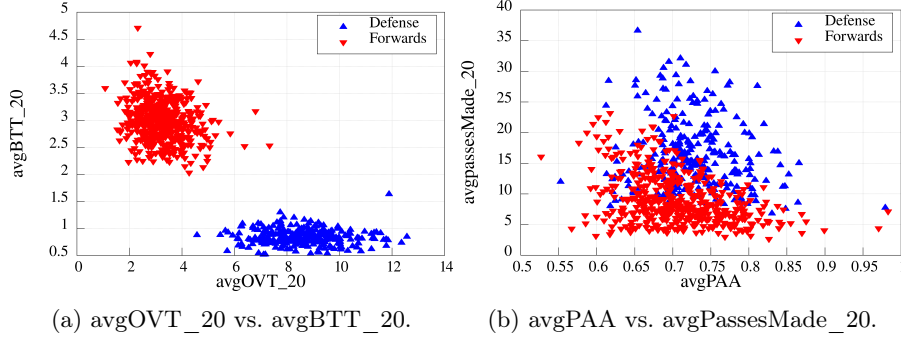 5
4.5
4
3.5
3
2.5
2
1.5
1
0.5
0 2 4 6 8 10 12 14
avgBTT_20
avgOVT_20
Defense
Forwards
(a) avgOVT_20 vs. avgBTT_20.
40
35
30
25
20
15
10
5
0
0.5 0.55 0.6 0.65 0.7 0.75 0.8 0.85 0.9 0.95
avgpassesMade_20
avgPAA
Defense
Forwards
(b) avgPAA vs. avgPassesMade_20.